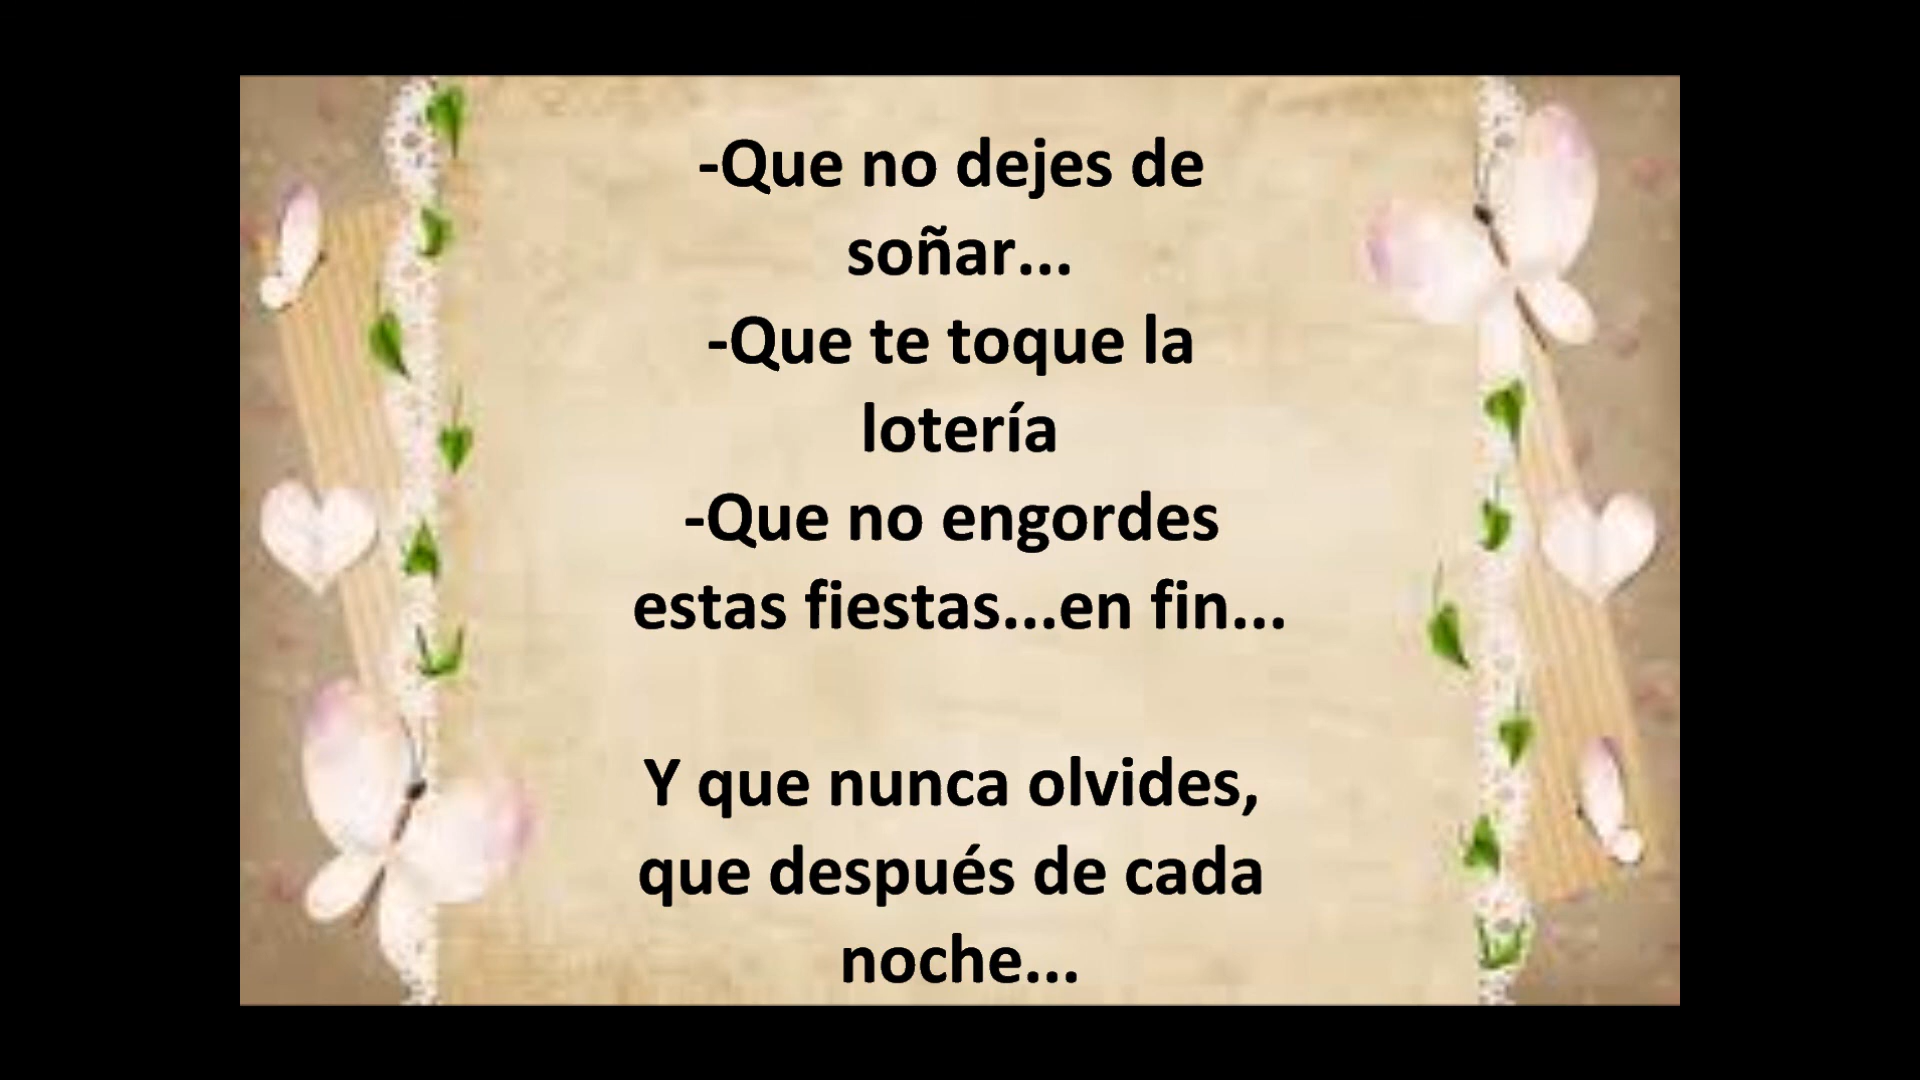 -Que no dejes de
soñar...
-Que te toque la
lotería
-Que no engordes
estas fiestas...en fin...
Y que nunca olvides,
que después de cada
noche...